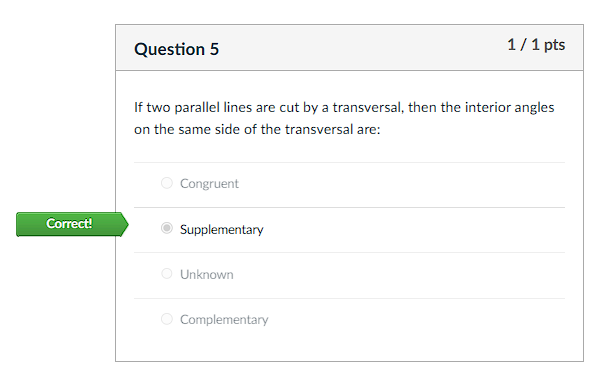 Question 5
1 / 1 pts
If two parallel lines are cut by a transversal, then the interior angles
on the same side of the transversal are:
Congruent
Correct!
Supplementary
Unknown
Complementary